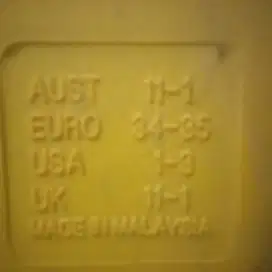 AUST 11-1
EURO 34-35
USA 1-3
UK 11-1
MADE IN MALAYSIA